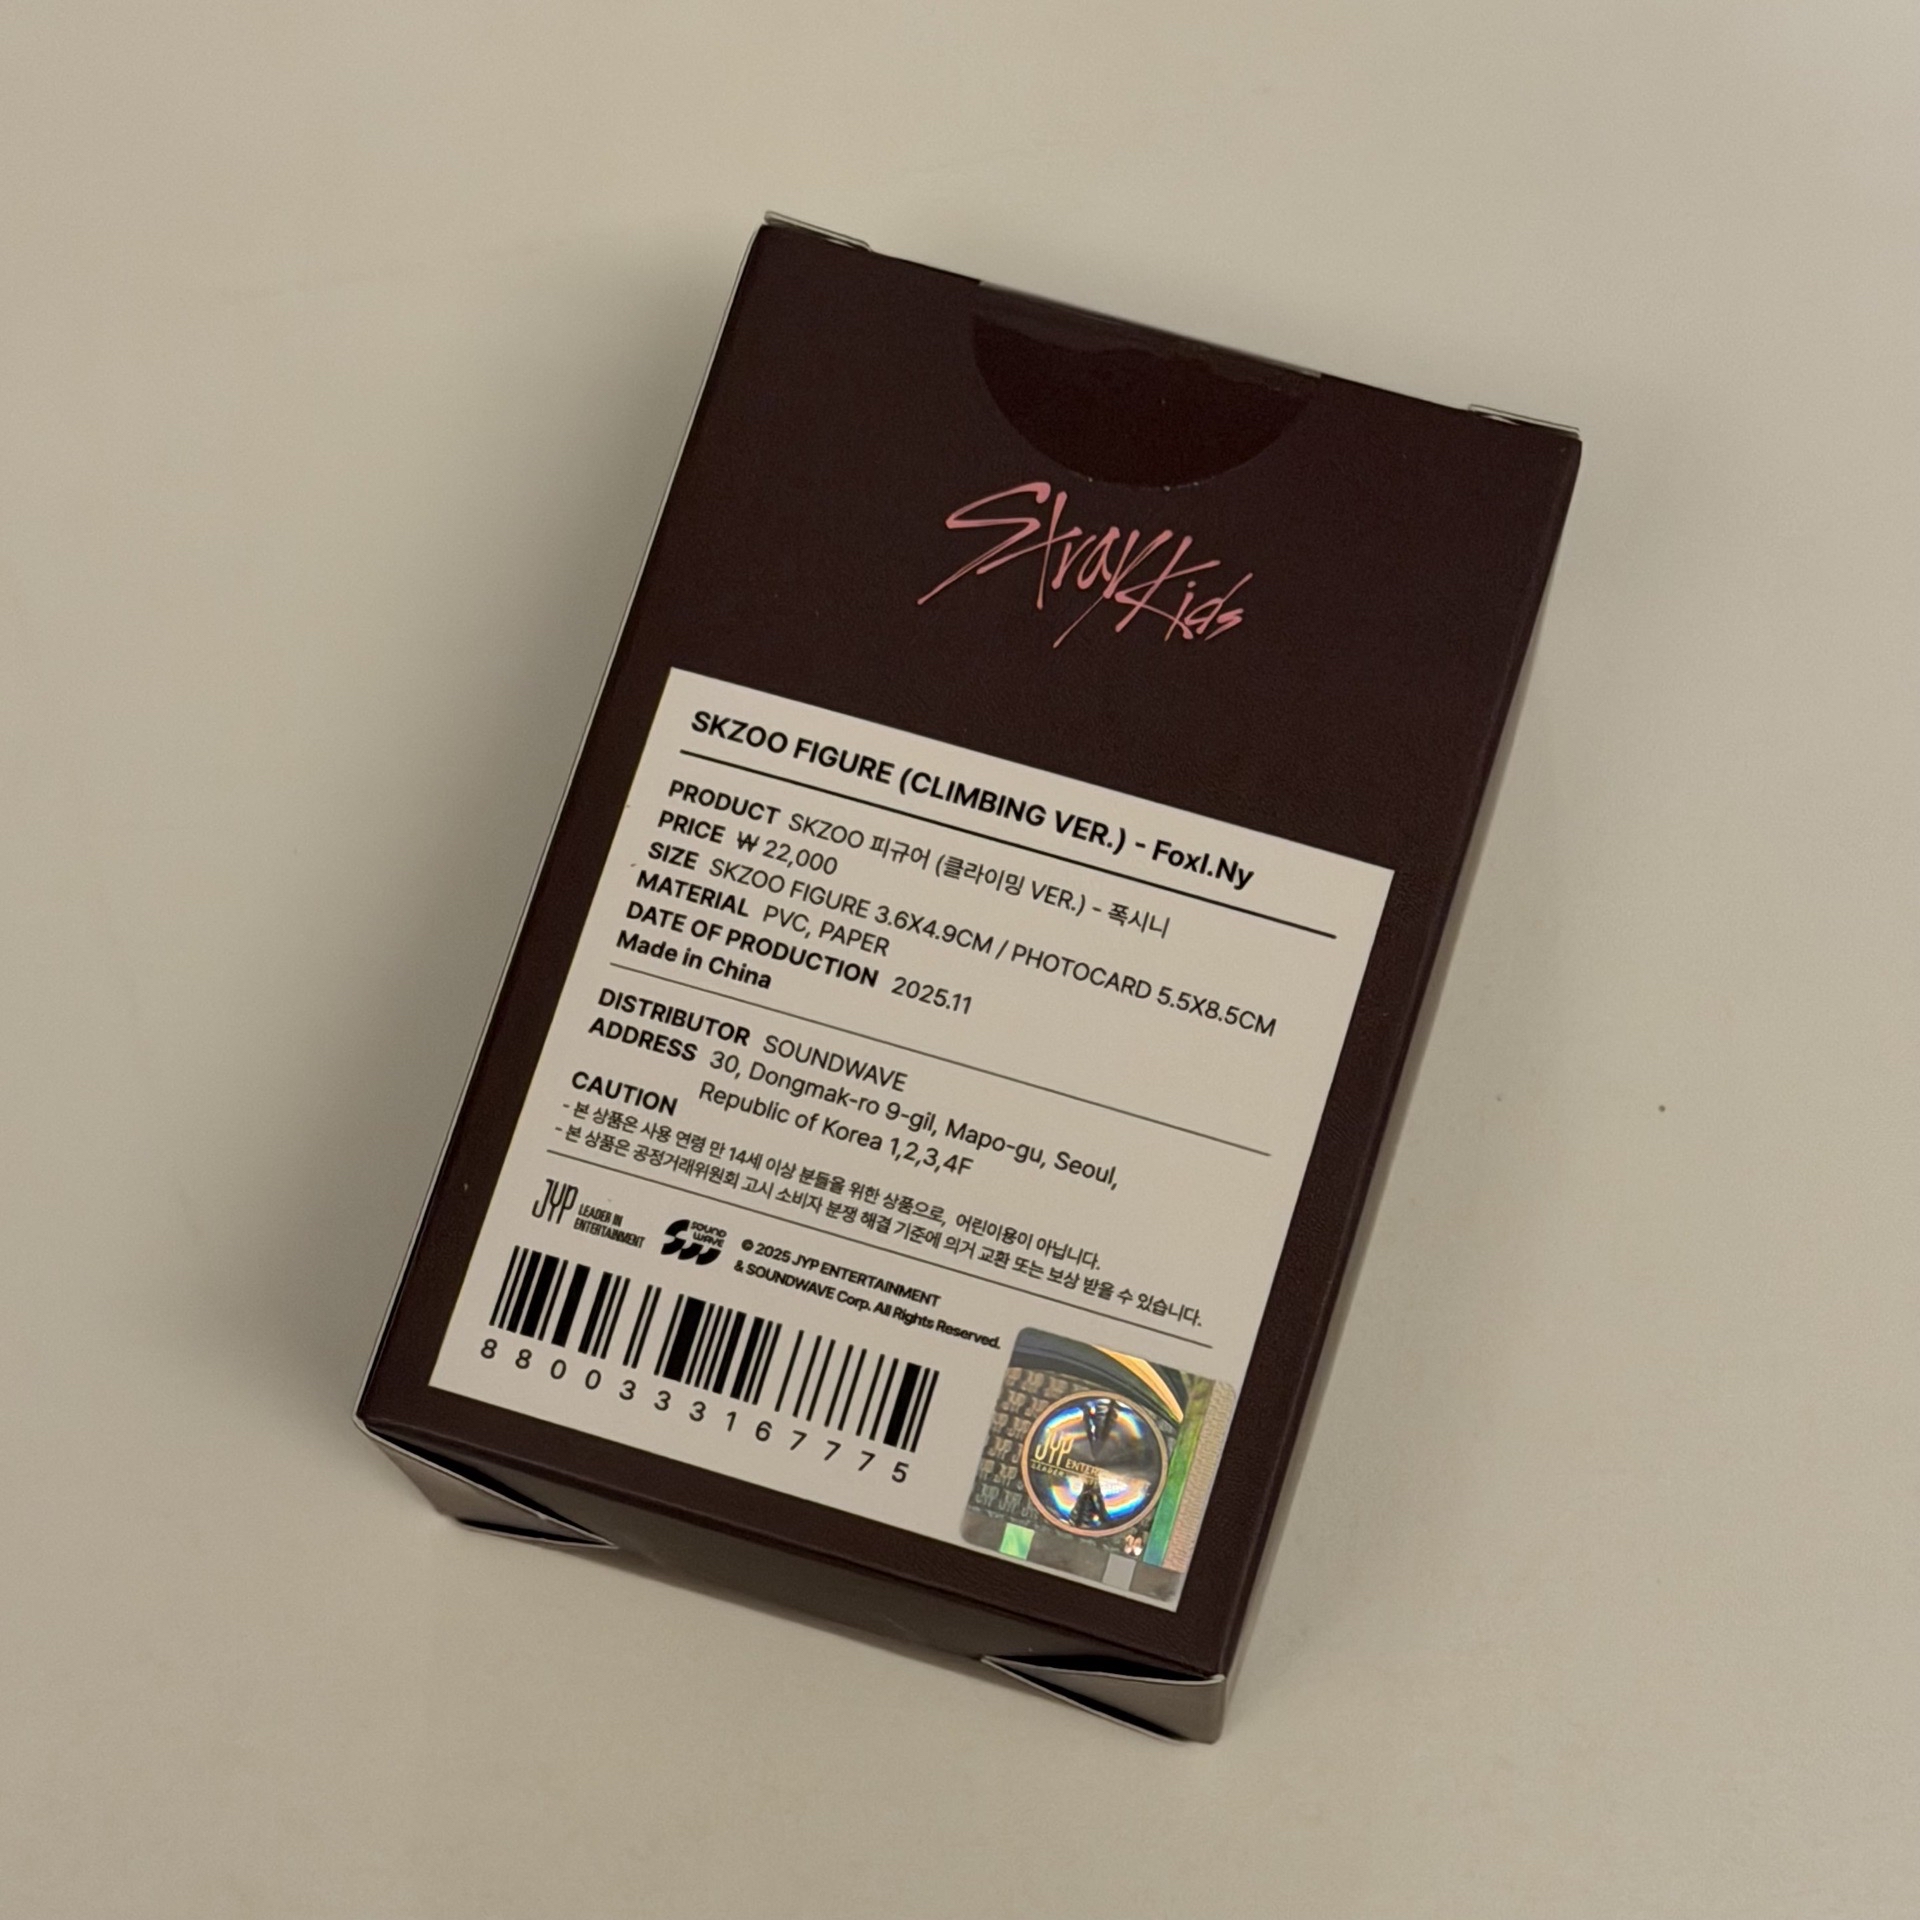 Stray Kids
SKZOO FIGURE (CLIMBING VER.) - FoxI.Ny
PRODUCT SKZOO 피규어 (클라이밍 VER.) - 폭시니
PRICE ₩ 22,000
SIZE SKZOO FIGURE 3.6X4.9CM / PHOTOCARD 5.5X8.5CM
MATERIAL PVC, PAPER
DATE OF PRODUCTION 2025.11
Made in China
DISTRIBUTOR SOUNDWAVE
ADDRESS 30, Dongmak-ro 9-gil, Mapo-gu, Seoul,
Republic of Korea 1,2,3,4F
CAUTION
- 본 상품은 사용 연령 만 14세 이상 분들을 위한 상품으로, 어린이용이 아닙니다.
- 본 상품은 공정거래위원회 고시 소비자 분쟁 해결 기준에 의거 교환 또는 보상 받을 수 있습니다.
JYP LEADER IN
ENTERTAINMENT
SOUND
WAVE
© 2025 JYP ENTERTAINMENT
& SOUNDWAVE Corp. All Rights Reserved.
8800331677​75
JYP